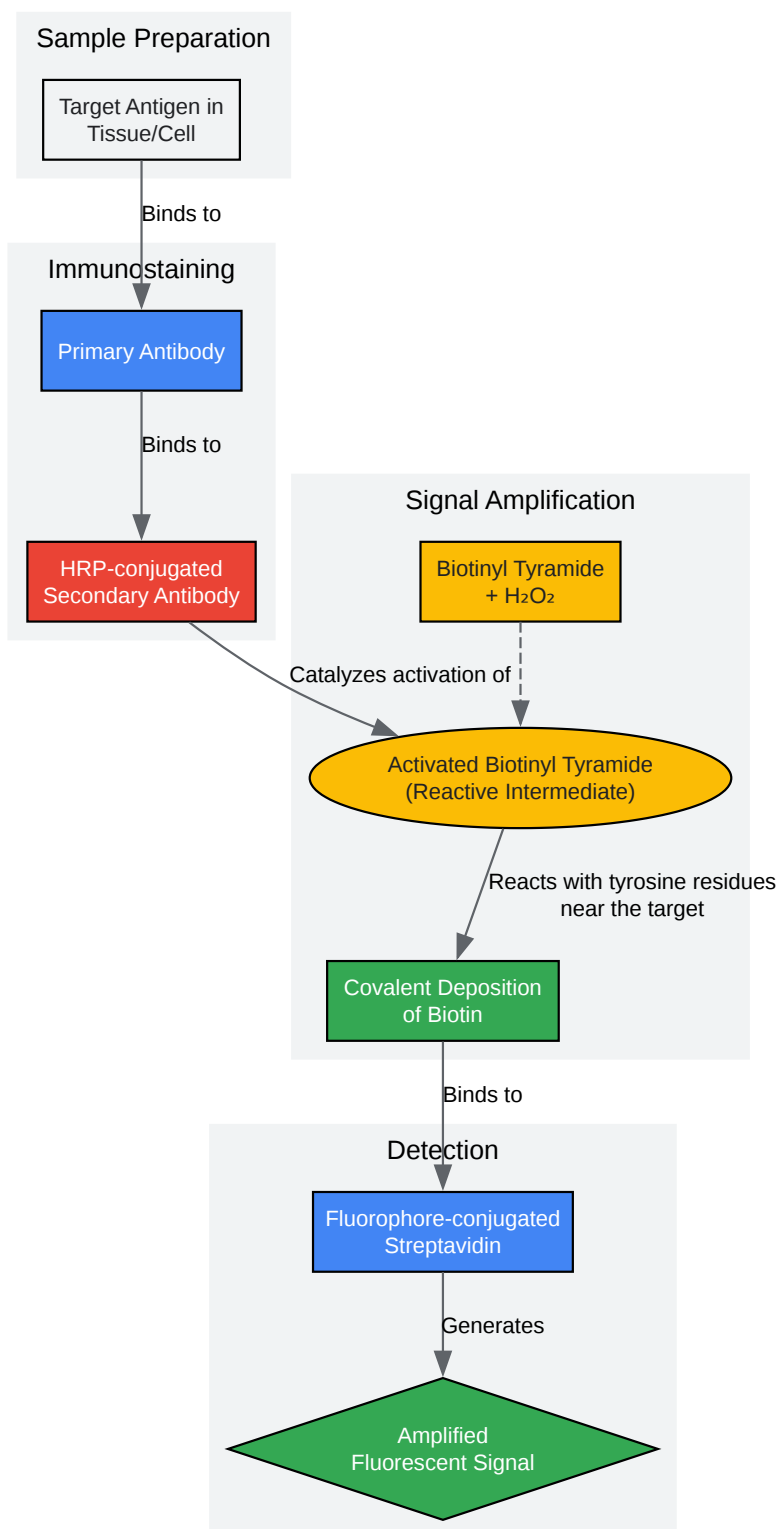 Sample Preparation
Target Antigen in
Tissue/Cell
Binds to
Immunostaining
Primary Antibody
Binds to
HRP-conjugated
Secondary Antibody
Signal Amplification
Biotinyl Tyramide
+ H₂O₂
Catalyzes activation of
Activated Biotinyl Tyramide
(Reactive Intermediate)
Reacts with tyrosine residues
near the target
Covalent Deposition
of Biotin
Binds to
Detection
Fluorophore-conjugated
Streptavidin
Generates
Amplified
Fluorescent Signal